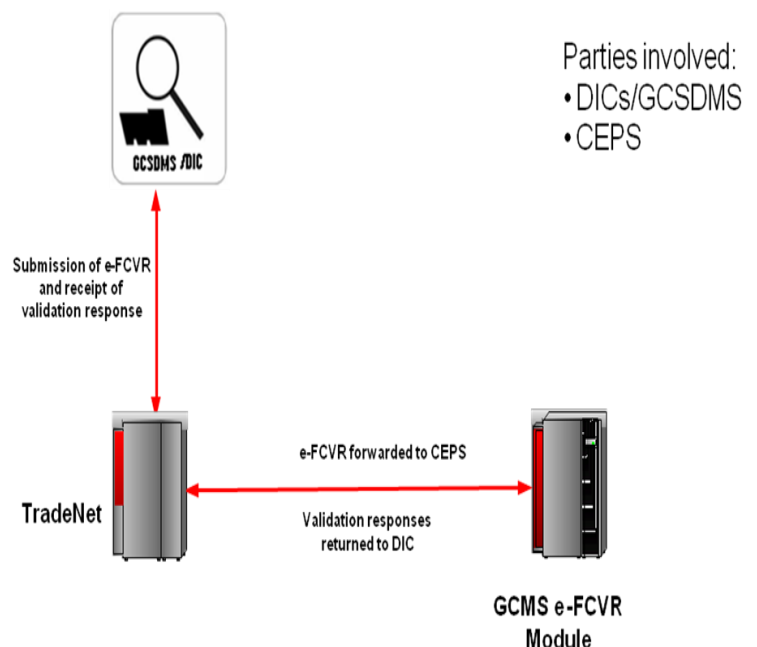 Parties involved:
• DICs/GCSDMS
• CEPS
GCSDMS /DIC
Submission of e-FCVR
and receipt of
validation response
e-FCVR forwarded to CEPS
TradeNet
Validation responses
returned to DIC
GCMS e-FCVR
Module